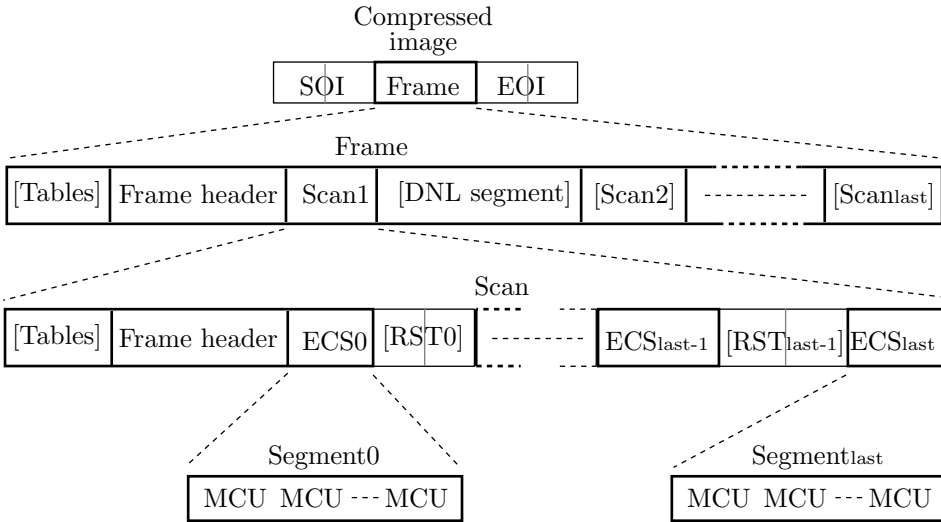 Compressed
image
SOI Frame EOI
Frame
[Tables] Frame header Scan1 [DNL segment] [Scan2] [Scanlast]
Scan
[Tables] Frame header ECS0 [RST0] ECSlast-1 [RSTlast-1] ECSlast
Segment0 Segmentlast
MCU MCU --- MCU MCU MCU --- MCU